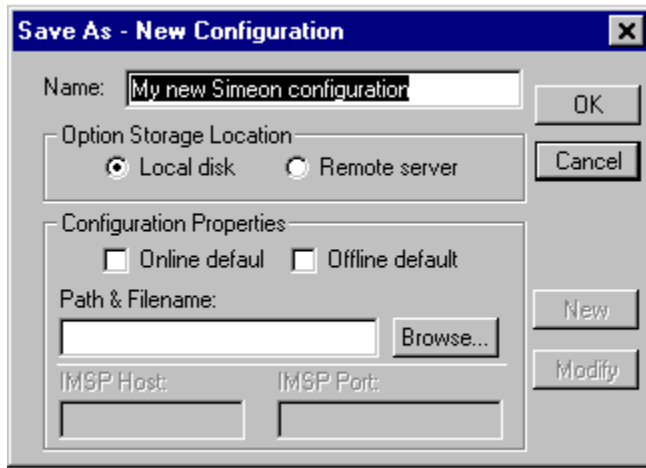 Save As - New Configuration
Name: My new Simeon configuration
OK
Option Storage Location
Local disk Remote server
Cancel
Configuration Properties
Online defaul Offline default
Path & Filename:
New
Browse...
IMSP Host: IMSP Port:
Modify